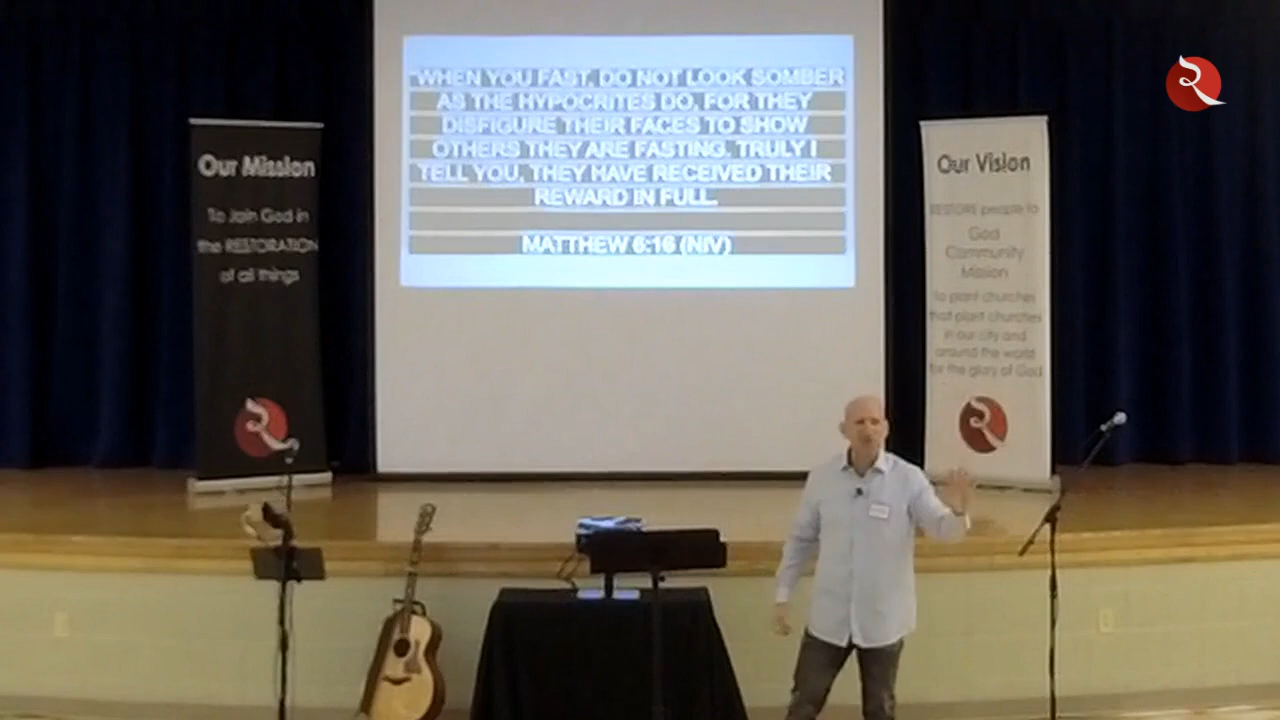 "WHEN YOU FAST, DO NOT LOOK SOMBER
AS THE HYPOCRITES DO, FOR THEY
DISFIGURE THEIR FACES TO SHOW
OTHERS THEY ARE FASTING. TRULY I
TELL YOU, THEY HAVE RECEIVED THEIR
REWARD IN FULL.
MATTHEW 6:16 (NIV)
Our Mission
To Join God in
the RESTORATION
of all things
Our Vision
RESTORE people to
God
Community
Mission
To plant churches
that plant churches
in our city and
around the world
for the glory of God